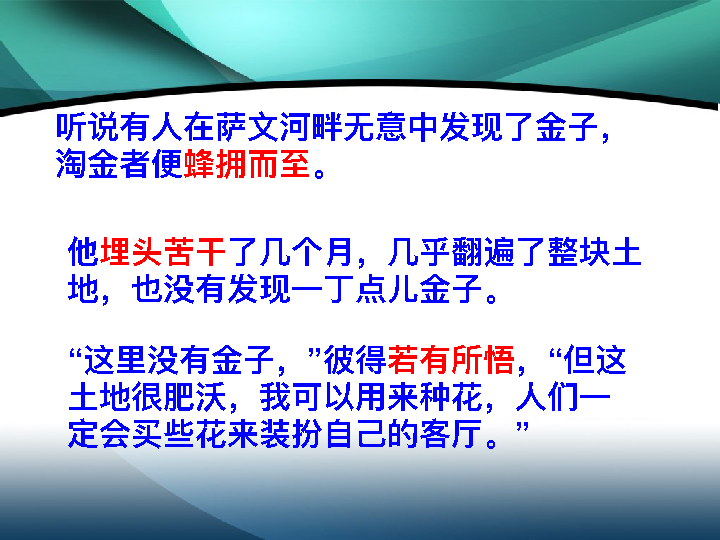 听说有人在萨文河畔无意中发现了金子，
淘金者便蜂拥而至。
他埋头苦干了几个月，几乎翻遍了整块土
地，也没有发现一丁点儿金子。
“这里没有金子，”彼得若有所悟，“但这
土地很肥沃，我可以用来种花，人们一
定会买些花来装扮自己的客厅。”